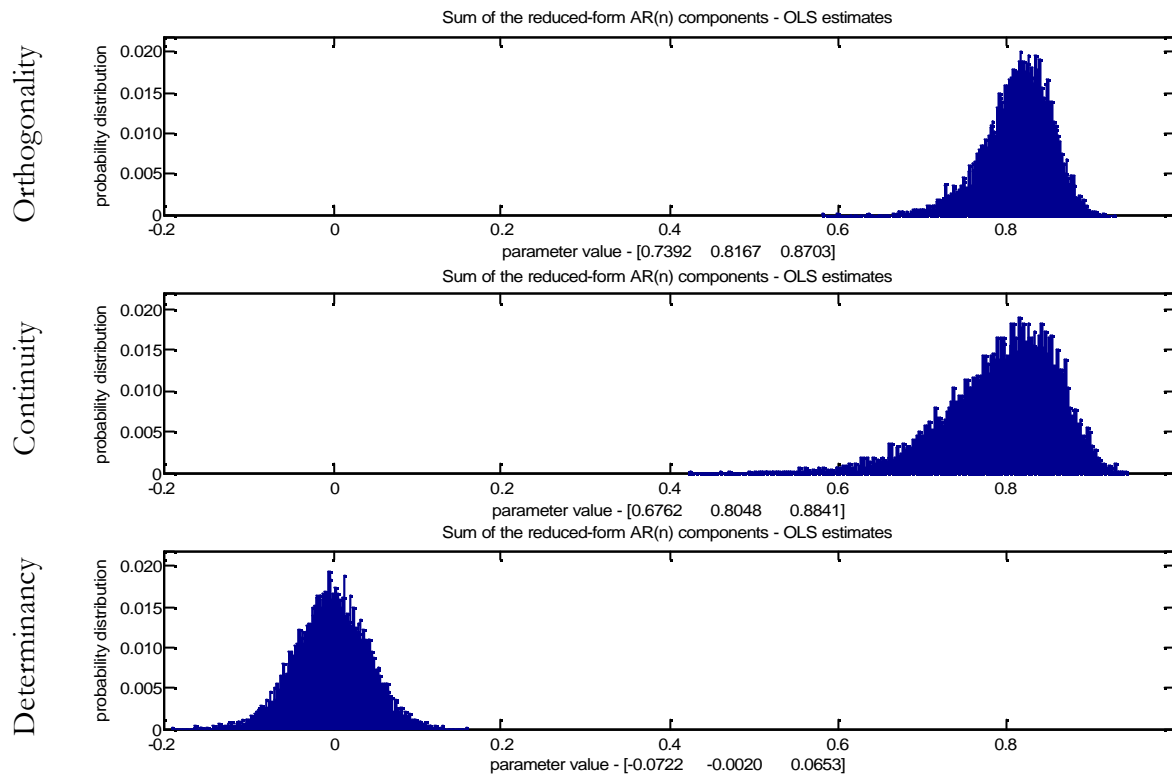 Orthogonality
Sum of the reduced-form AR(n) components - OLS estimates
probability distribution
0.020
0.015
0.010
0.005
0
-0.2 0 0.2 0.4 0.6 0.8
parameter value - [0.7392 0.8167 0.8703]
Continuity
Sum of the reduced-form AR(n) components - OLS estimates
probability distribution
0.020
0.015
0.010
0.005
0
-0.2 0 0.2 0.4 0.6 0.8
parameter value - [0.6762 0.8048 0.8841]
Determinancy
Sum of the reduced-form AR(n) components - OLS estimates
probability distribution
0.020
0.015
0.010
0.005
0
-0.2 0 0.2 0.4 0.6 0.8
parameter value - [-0.0722 -0.0020 0.0653]